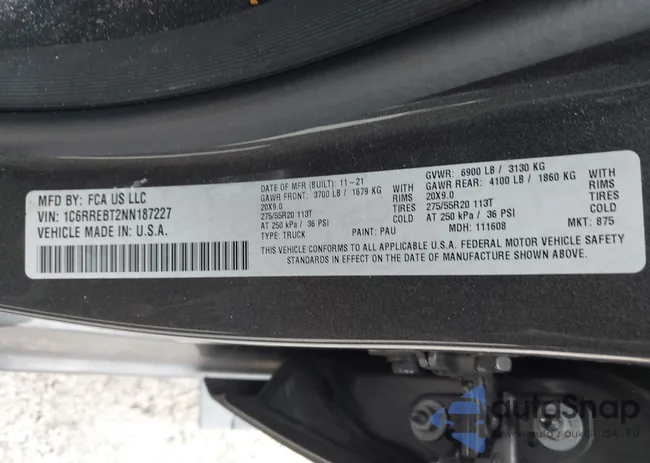 MFD BY: FCA US LLC
VIN: 1C6RREBT2NN187227
VEHICLE MADE IN: U.S.A.
DATE OF MFR (BUILT): 11-21
GAWR FRONT: 3700 LB / 1679 KG
20X9.0 RIMS
275/55R20 113T TIRES
AT 250 kPa / 36 PSI
TYPE: TRUCK PAINT: PAU
GVWR: 6900 LB / 3130 KG
GAWR REAR: 4100 LB / 1860 KG
20X9.0 RIMS
275/55R20 113T TIRES
AT 250 kPa / 36 PSI
MDH: 111608 MKT: 875
THIS VEHICLE CONFORMS TO ALL APPLICABLE U.S.A. FEDERAL MOTOR VEHICLE SAFETY
STANDARDS IN EFFECT ON THE DATE OF MANUFACTURE SHOWN ABOVE.
autoSnap